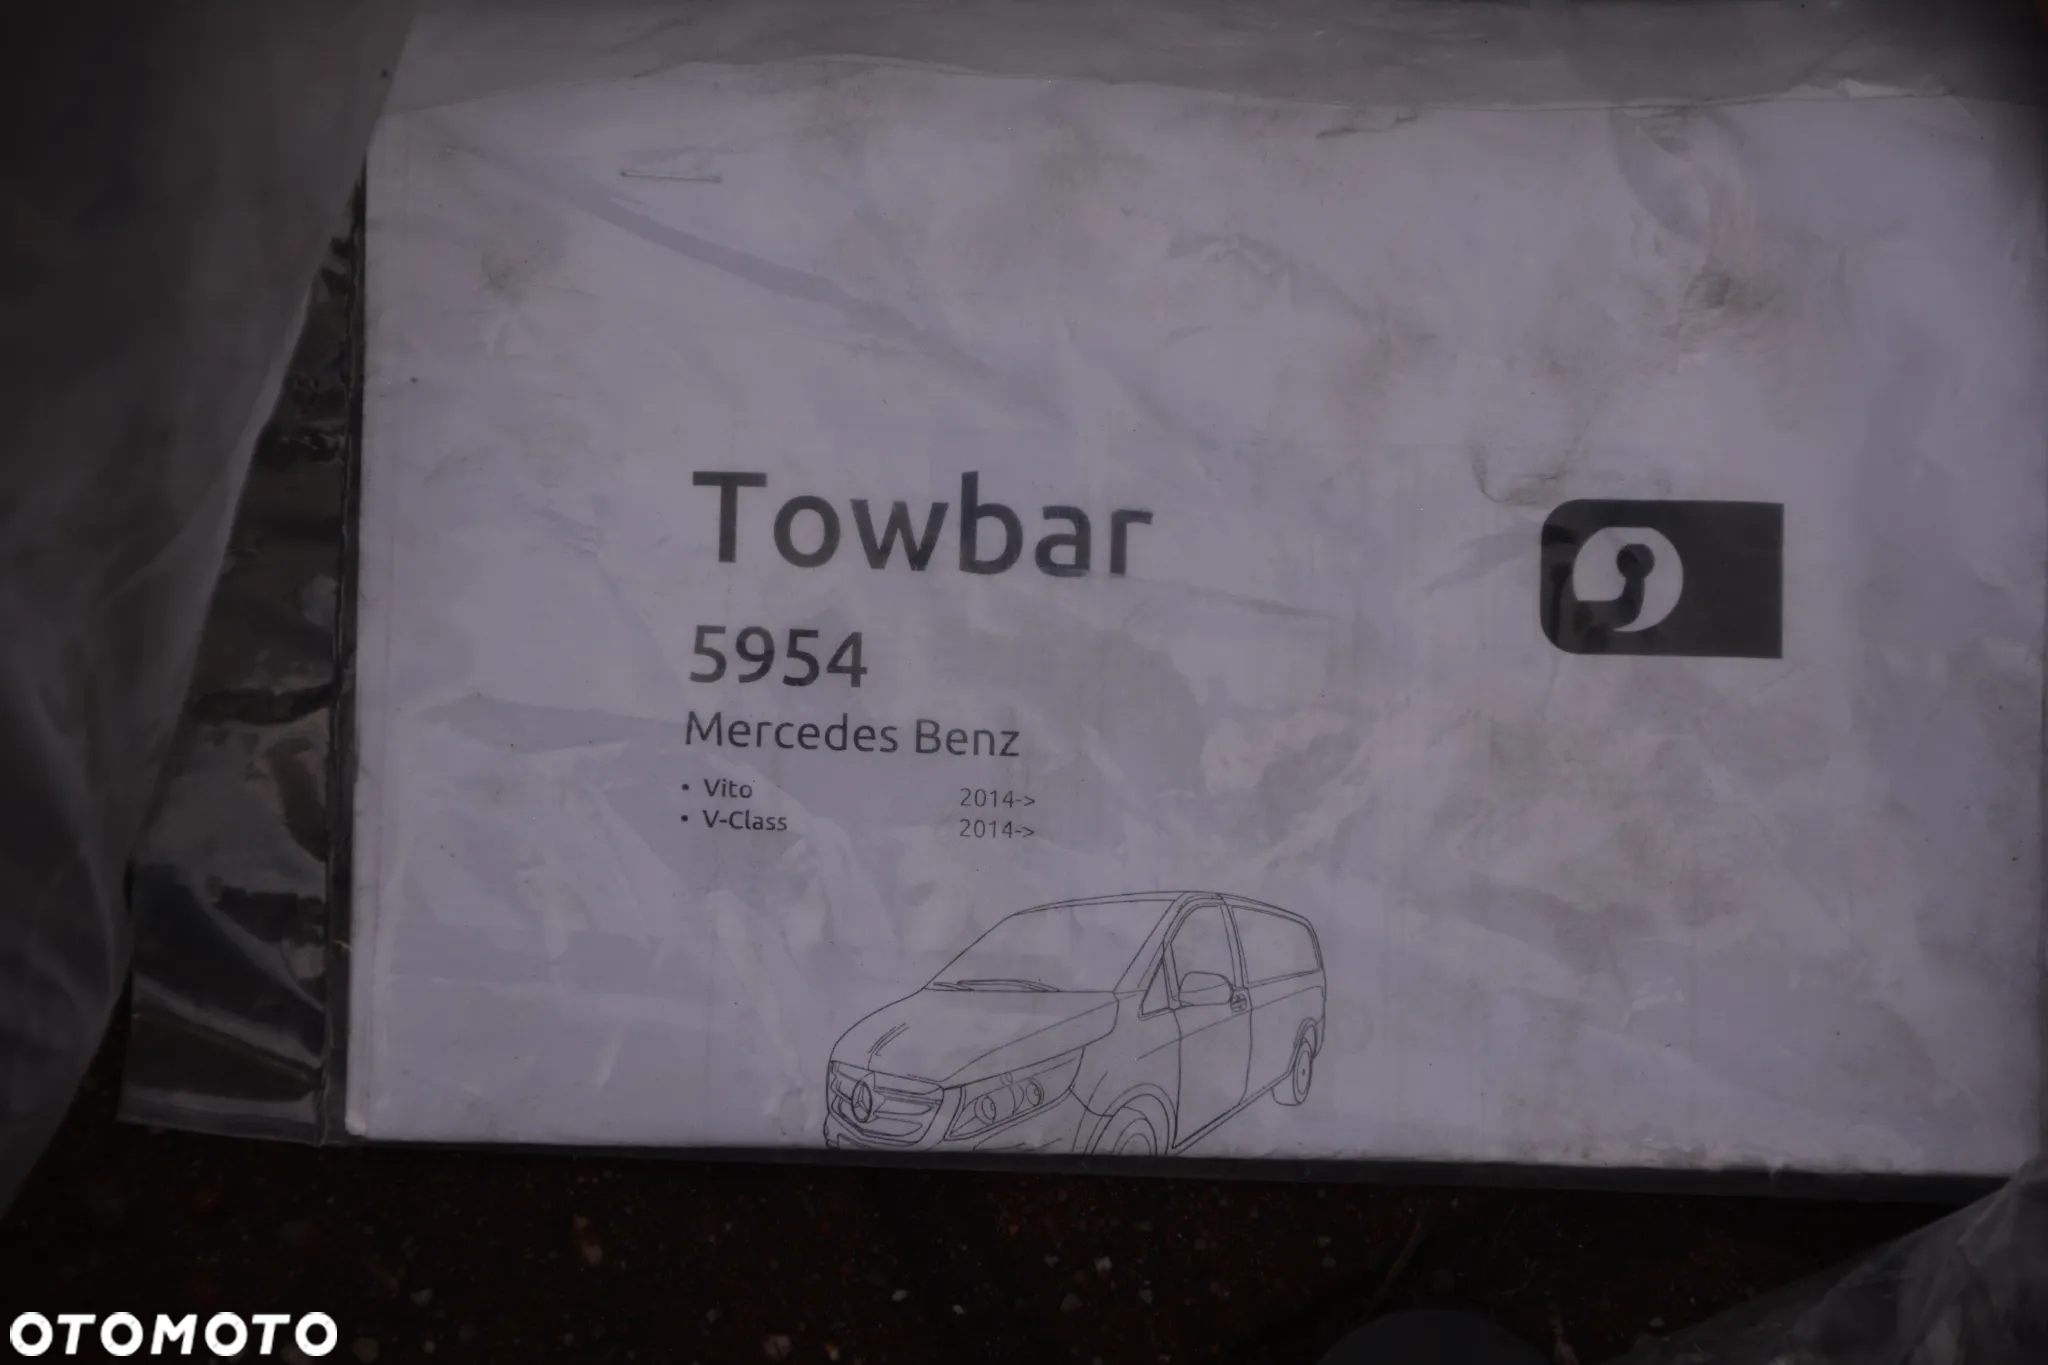 Towbar
5954
Mercedes Benz
• Vito 2014->
• V-Class 2014->
OTOMOTO